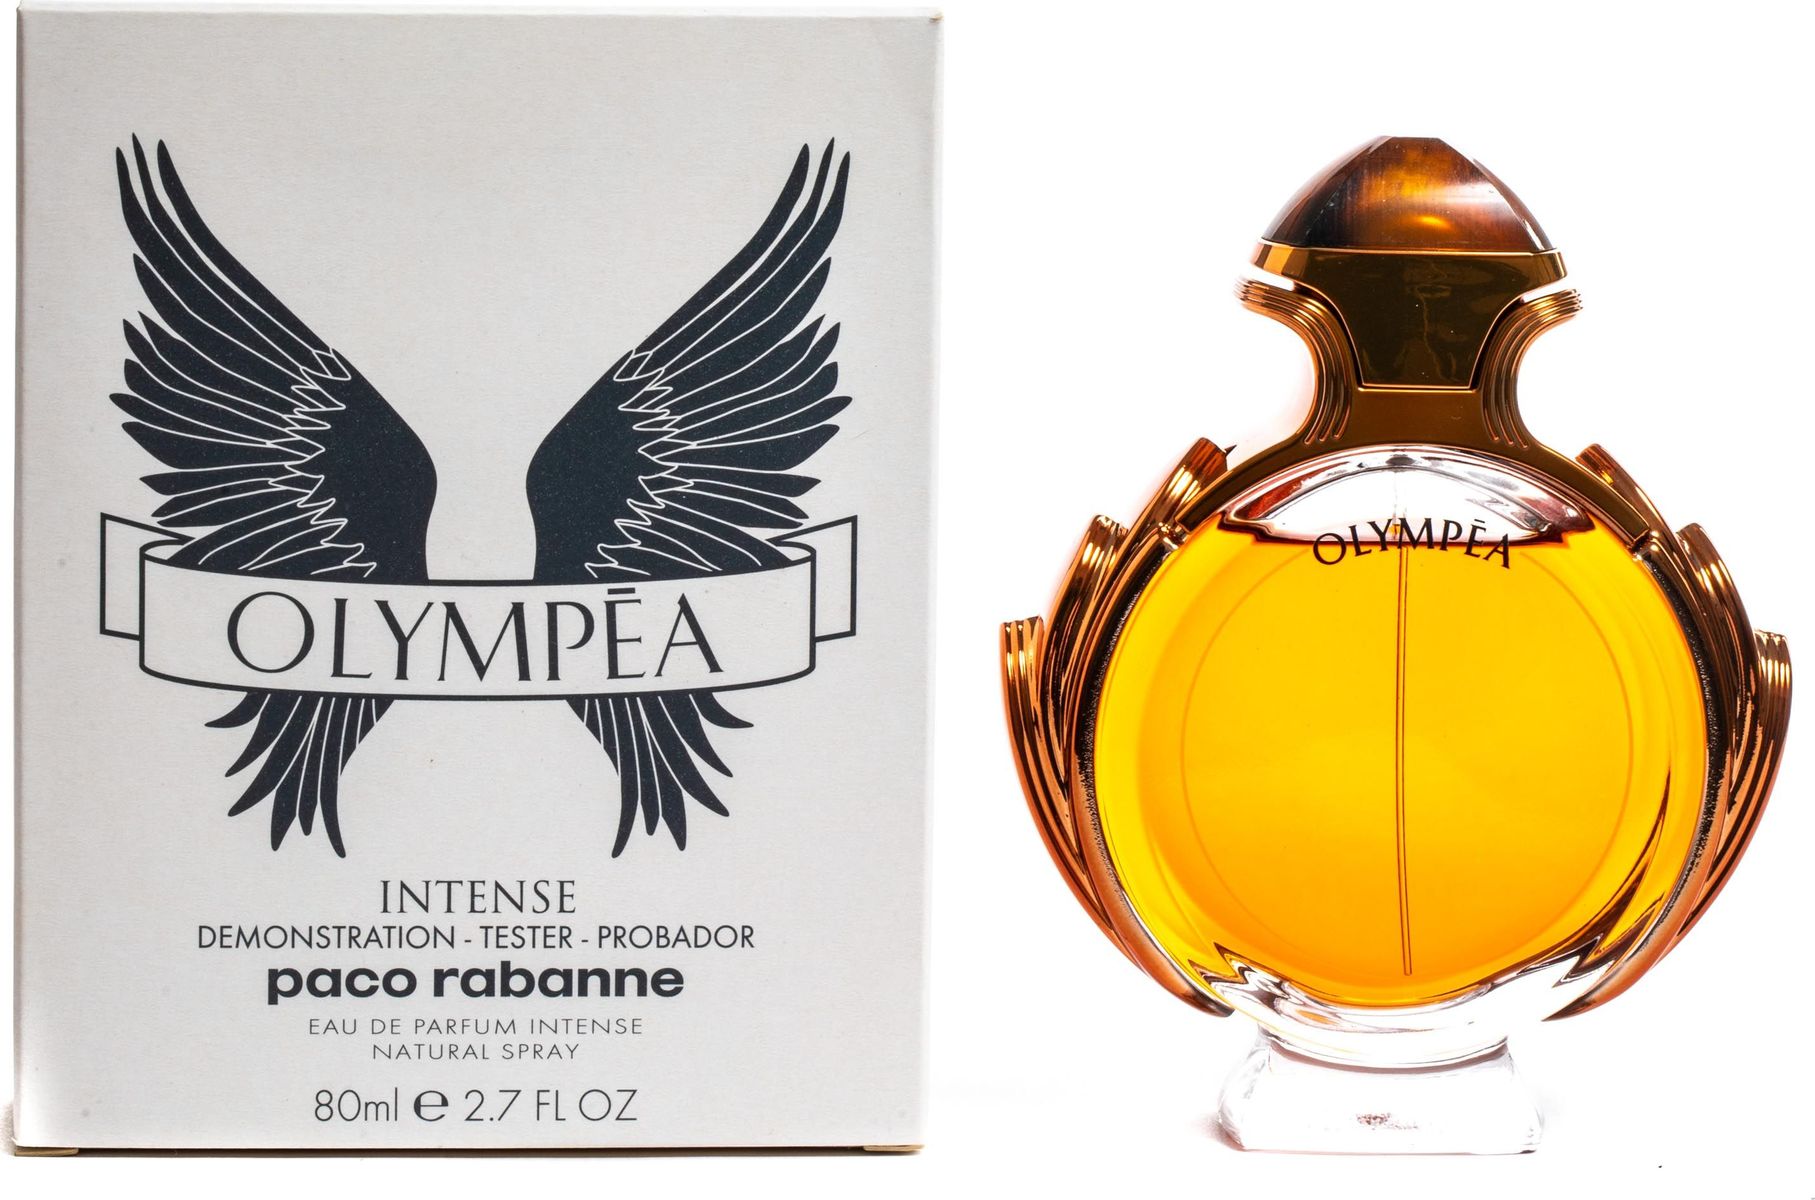 OLYMPĒA
INTENSE
DEMONSTRATION - TESTER - PROBADOR
paco rabanne
EAU DE PARFUM INTENSE
NATURAL SPRAY
80ml ℮ 2.7 FL OZ
OLYMPĒA